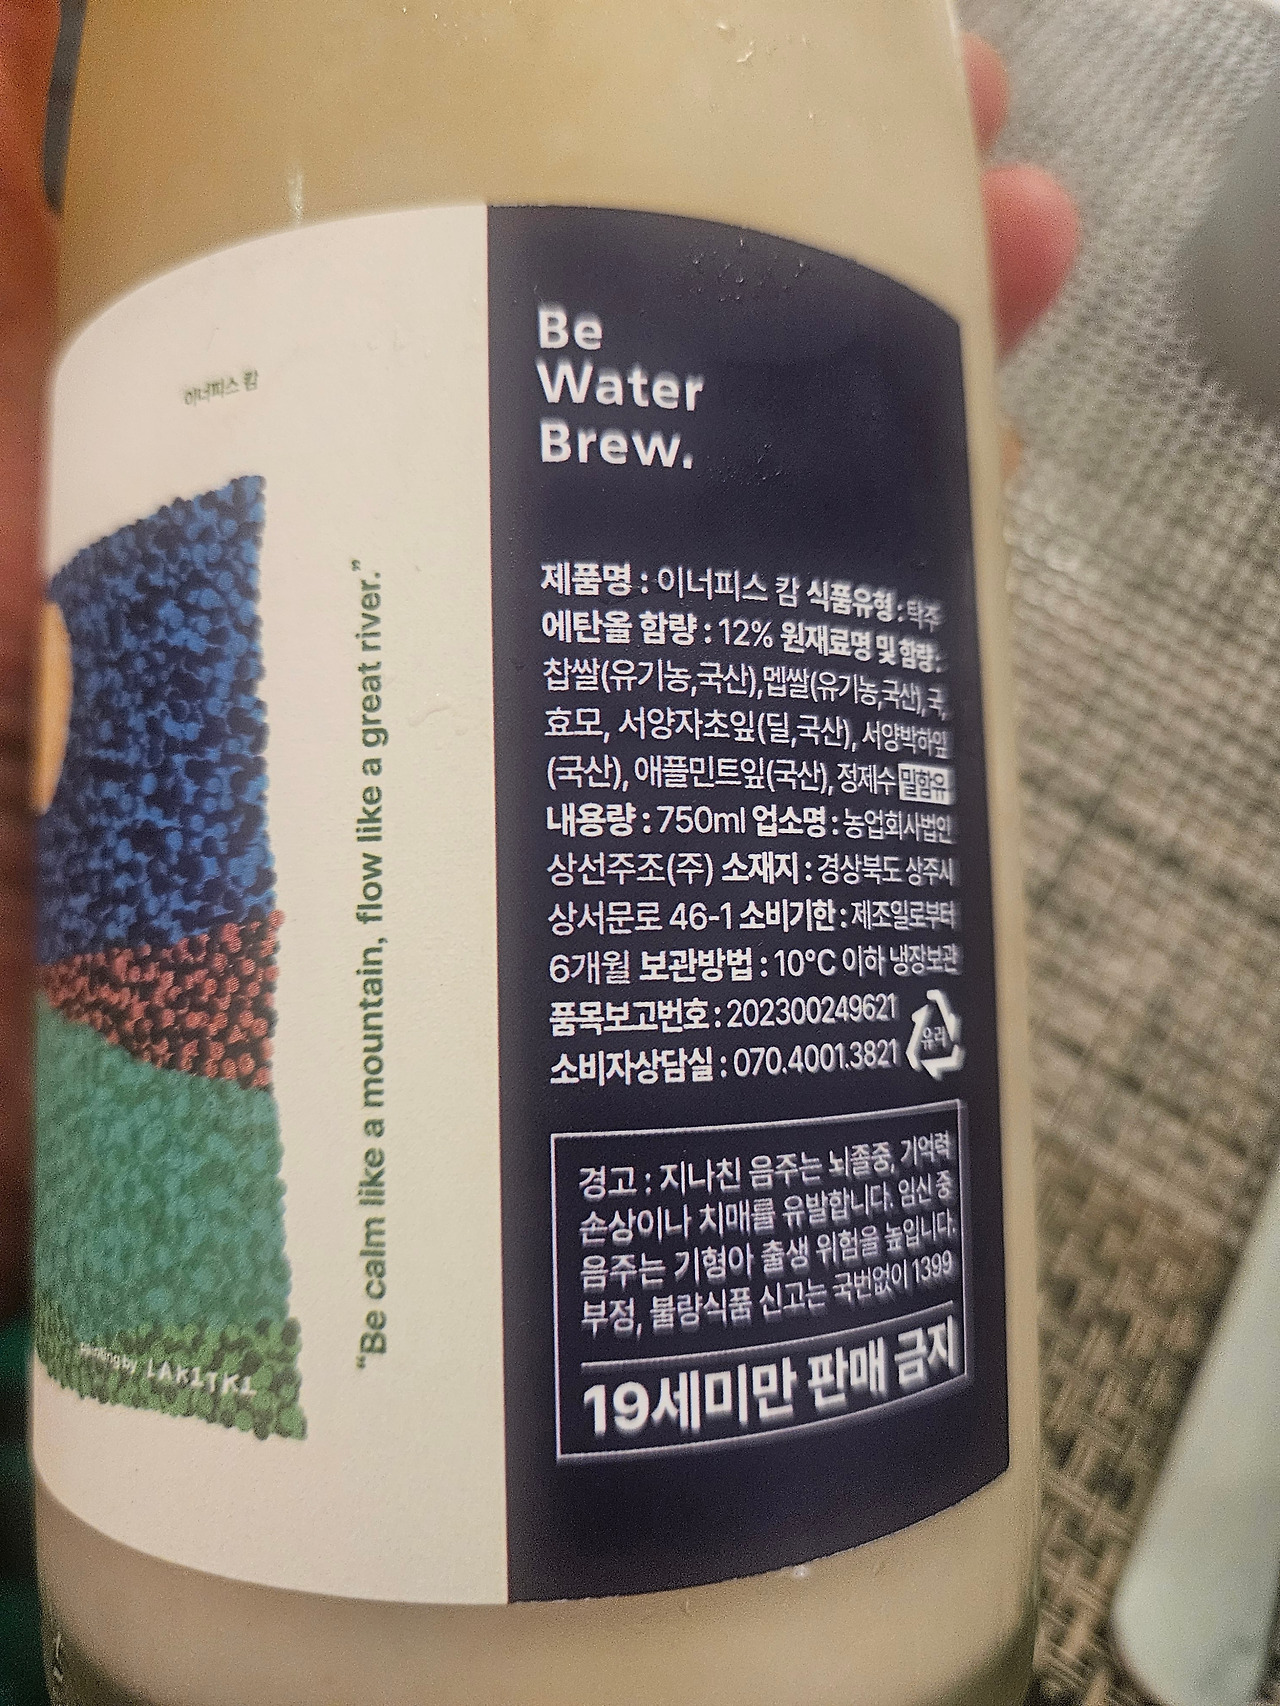 이너피스 캄
Painting by LAKITKI
“Be calm like a mountain, flow like a great river.”
Be
Water
Brew.
제품명 : 이너피스 캄 식품유형 : 탁주
에탄올 함량 : 12% 원재료명 및 함량 :
찹쌀(유기농,국산),멥쌀(유기농,국산), 국,
효모, 서양자초잎(딜,국산), 서양박하잎
(국산), 애플민트잎(국산), 정제수 밀함유
내용량 : 750ml 업소명 : 농업회사법인
상선주조(주) 소재지 : 경상북도 상주시
상서문로 46-1 소비기한 : 제조일로부터
6개월 보관방법 : 10°C 이하 냉장보관
품목보고번호 : 202300249621
소비자상담실 : 070.4001.3821
유리
경고 : 지나친 음주는 뇌졸중, 기억력
손상이나 치매를 유발합니다. 임신 중
음주는 기형아 출생 위험을 높입니다.
부정, 불량식품 신고는 국번없이 1399
19세미만 판매 금지